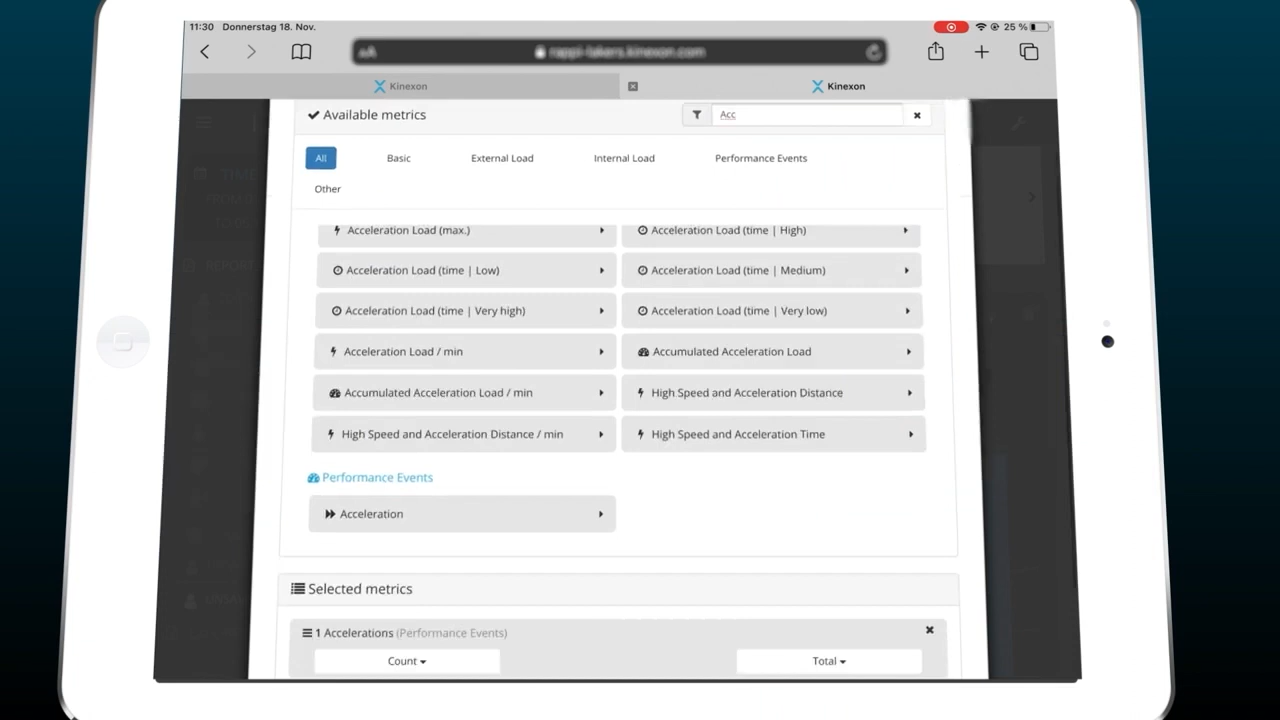 11:30 Donnerstag 18. Nov. 25 %
Kinexon Kinexon
Available metrics Acc
All Basic External Load Internal Load Performance Events
Other
Acceleration Load (max.) Acceleration Load (time | High)
Acceleration Load (time | Low) Acceleration Load (time | Medium)
Acceleration Load (time | Very high) Acceleration Load (time | Very low)
Acceleration Load / min Accumulated Acceleration Load
Accumulated Acceleration Load / min High Speed and Acceleration Distance
High Speed and Acceleration Distance / min High Speed and Acceleration Time
Performance Events
Acceleration
Selected metrics
1 Accelerations (Performance Events)
Count Total